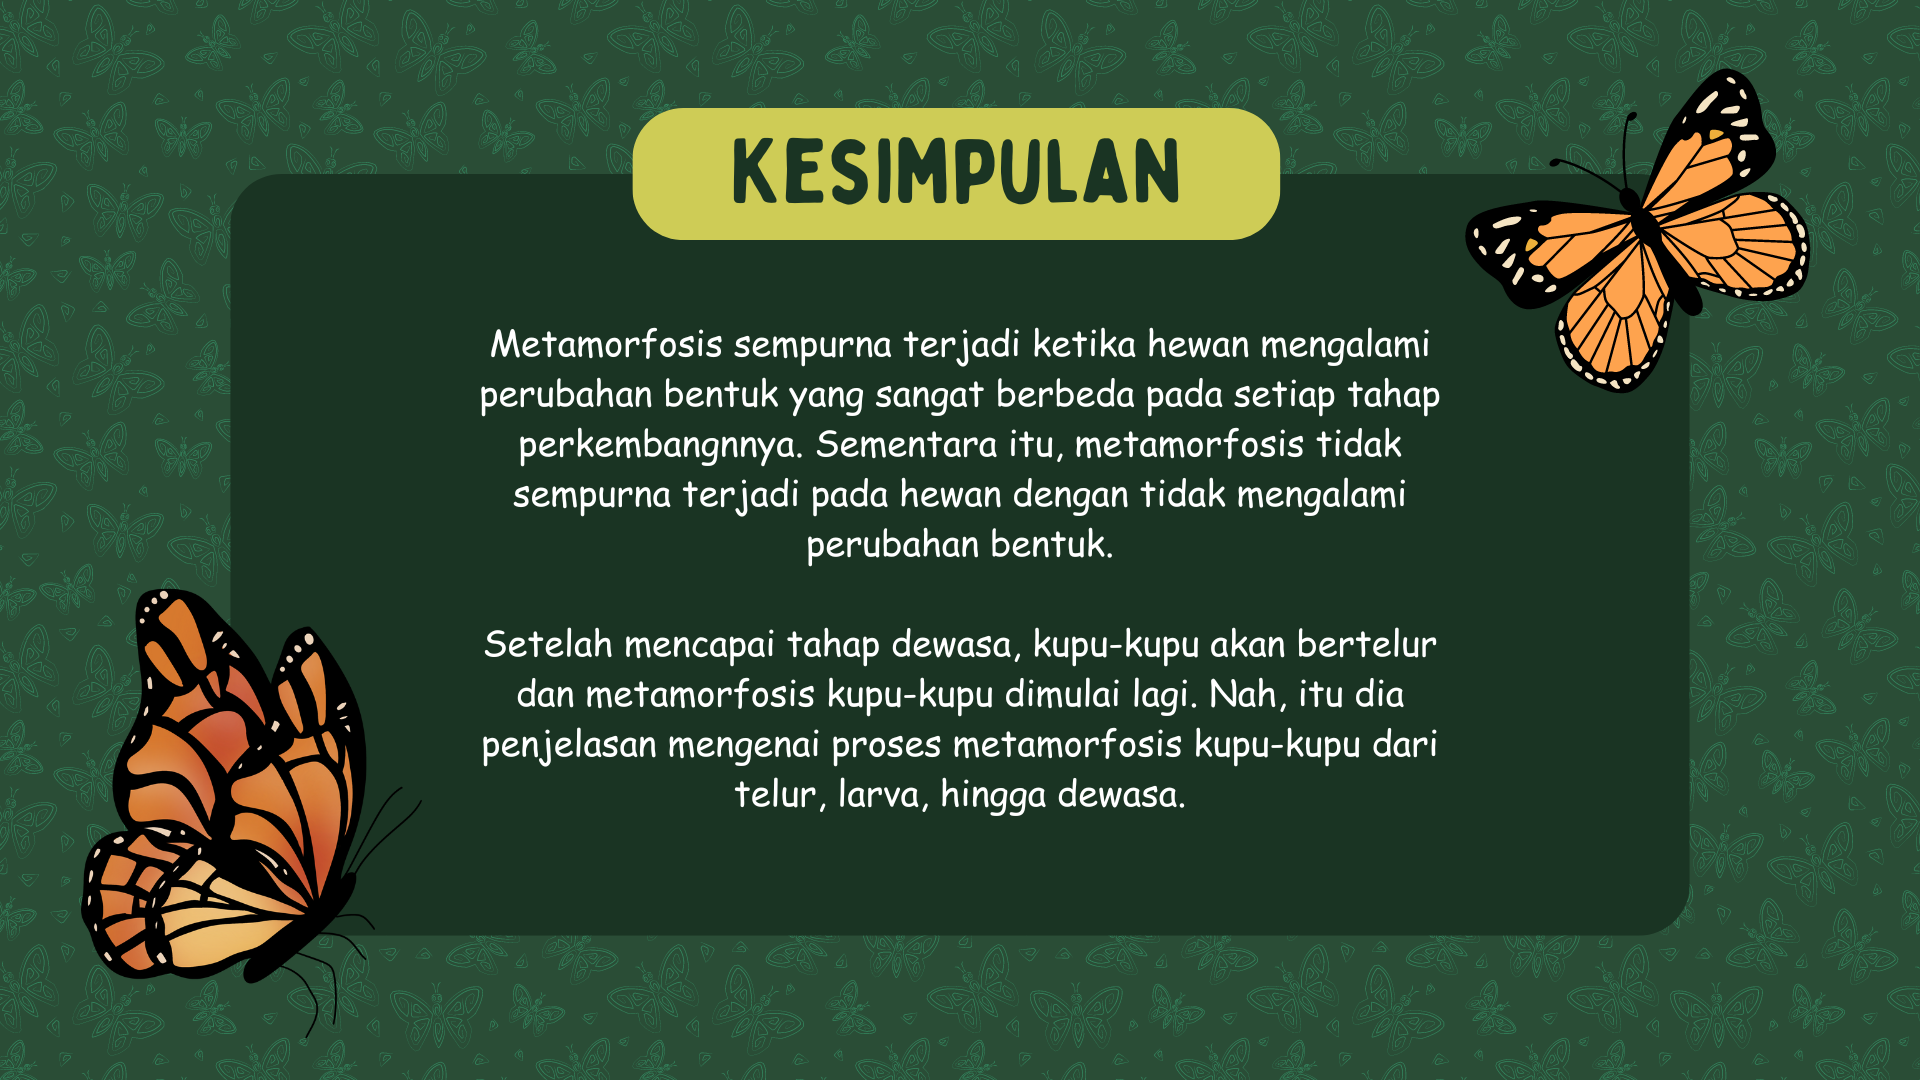 KESIMPULAN
Metamorfosis sempurna terjadi ketika hewan mengalami
perubahan bentuk yang sangat berbeda pada setiap tahap
perkembangnnya. Sementara itu, metamorfosis tidak
sempurna terjadi pada hewan dengan tidak mengalami
perubahan bentuk.
Setelah mencapai tahap dewasa, kupu-kupu akan bertelur
dan metamorfosis kupu-kupu dimulai lagi. Nah, itu dia
penjelasan mengenai proses metamorfosis kupu-kupu dari
telur, larva, hingga dewasa.